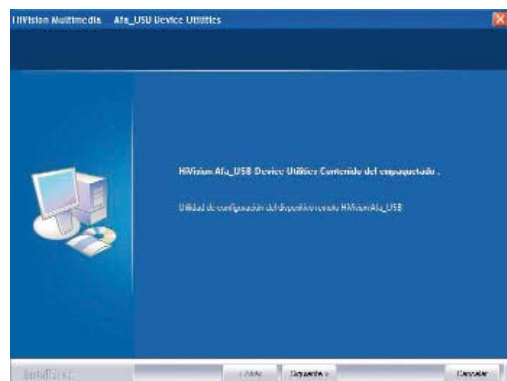 HiVision Multimedia Afa_USB Device Utilities
HiVision Afa_USB Device Utilities Contenido del empaquetado .
Utilidad de configuración del dispositivo remoto HiVision Afa_USB
InstallShield
< Atrás
Siguiente >
Cancelar